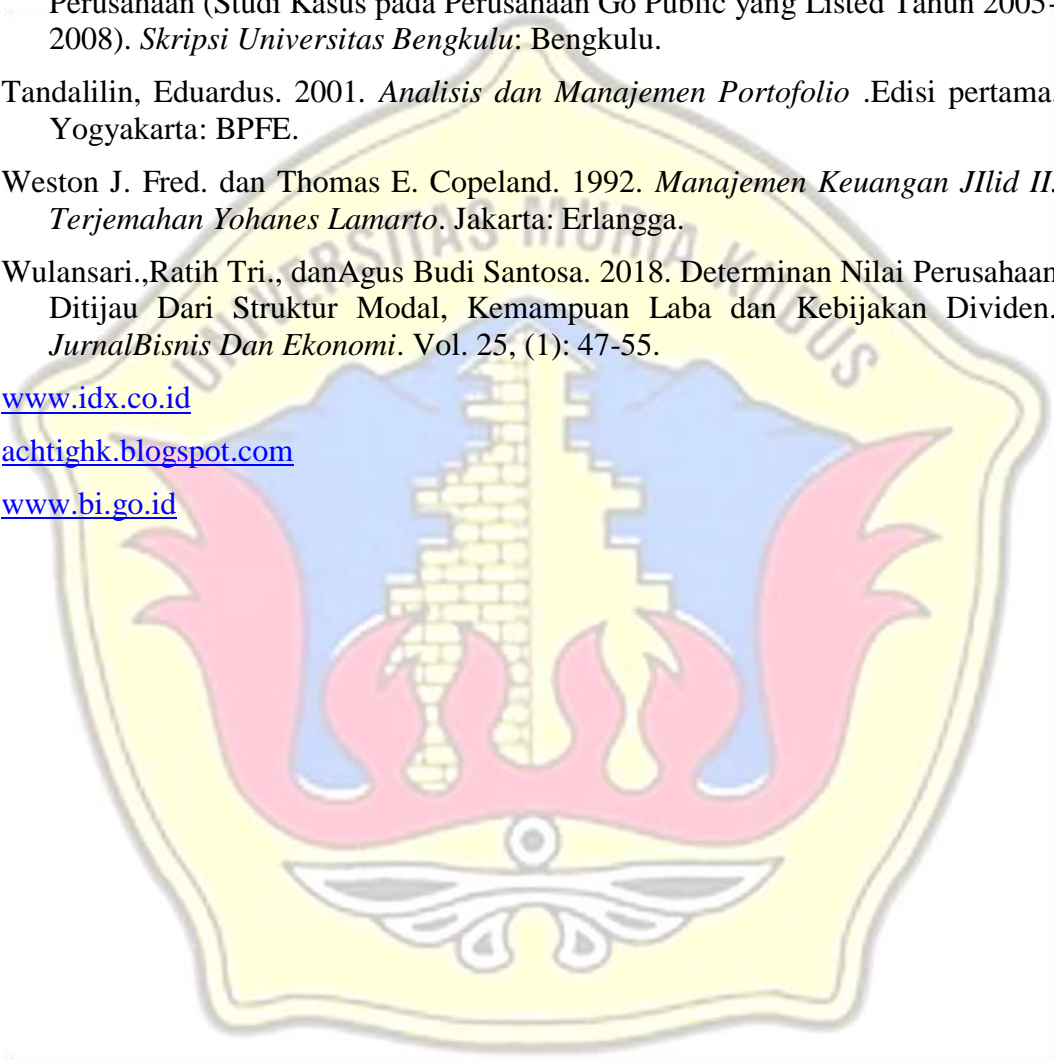 Perusahaan (Studi Kasus pada Perusahaan Go Public yang Listed Tahun 2005-
2008). Skripsi Universitas Bengkulu: Bengkulu.
Tandalilin, Eduardus. 2001. Analisis dan Manajemen Portofolio .Edisi pertama.
Yogyakarta: BPFE.
Weston J. Fred. dan Thomas E. Copeland. 1992. Manajemen Keuangan JIlid II.
Terjemahan Yohanes Lamarto. Jakarta: Erlangga.
Wulansari.,Ratih Tri., danAgus Budi Santosa. 2018. Determinan Nilai Perusahaan
Ditijau Dari Struktur Modal, Kemampuan Laba dan Kebijakan Dividen.
JurnalBisnis Dan Ekonomi. Vol. 25, (1): 47-55.
www.idx.co.id
achtighk.blogspot.com
www.bi.go.id
UNIVERSITAS MURIA KUDUS